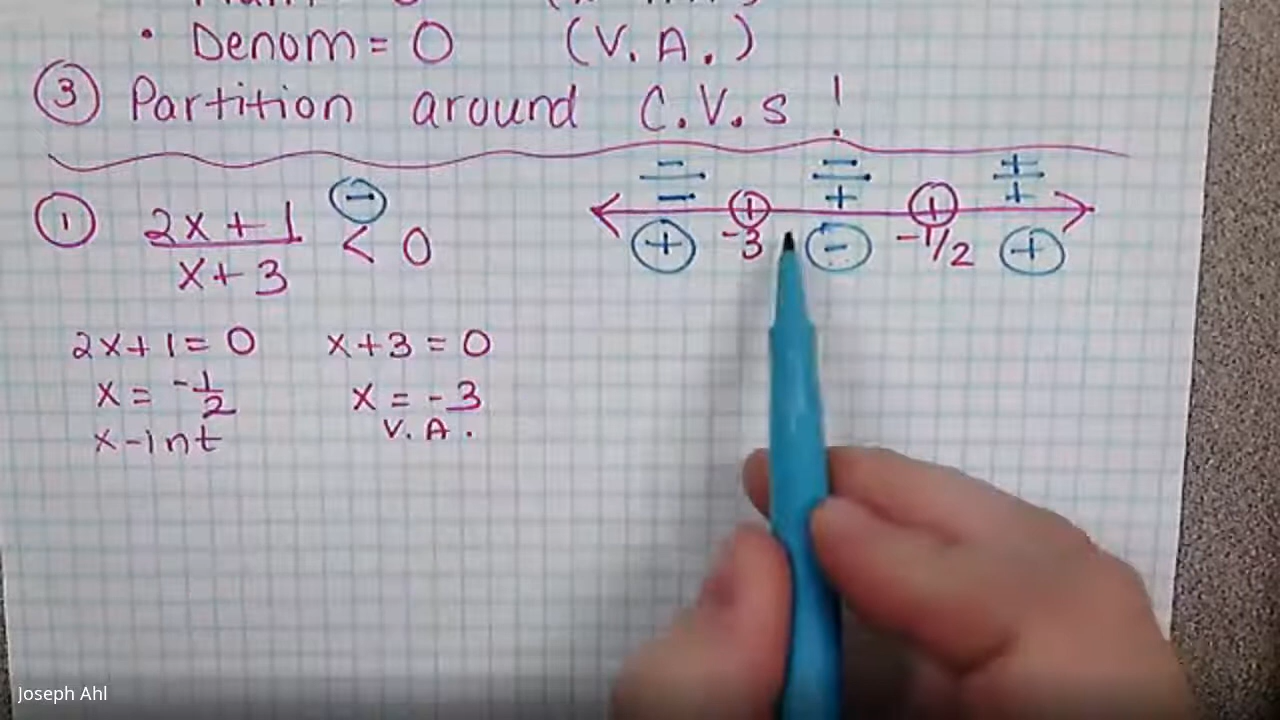 • Denom = 0 (V.A.)
③ Partition around C.V.s!
① 2x + 1 / x + 3 < 0
−
− − +
− + +
-3 -1/2
+ − +
2x + 1 = 0 x + 3 = 0
x = -1/2 x = -3
x-int V.A.
Joseph Ahl